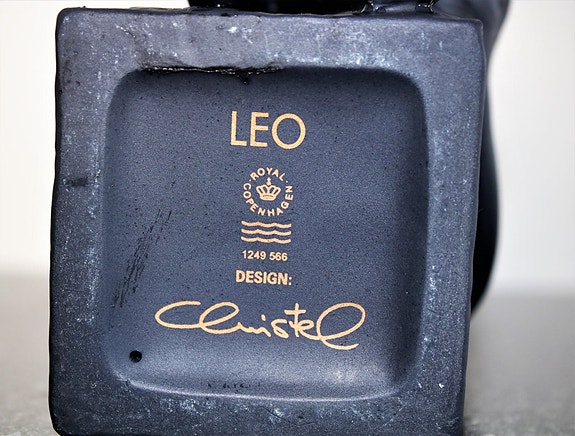 LEO
ROYAL
COPENHAGEN
1249 566
DESIGN:
Christel